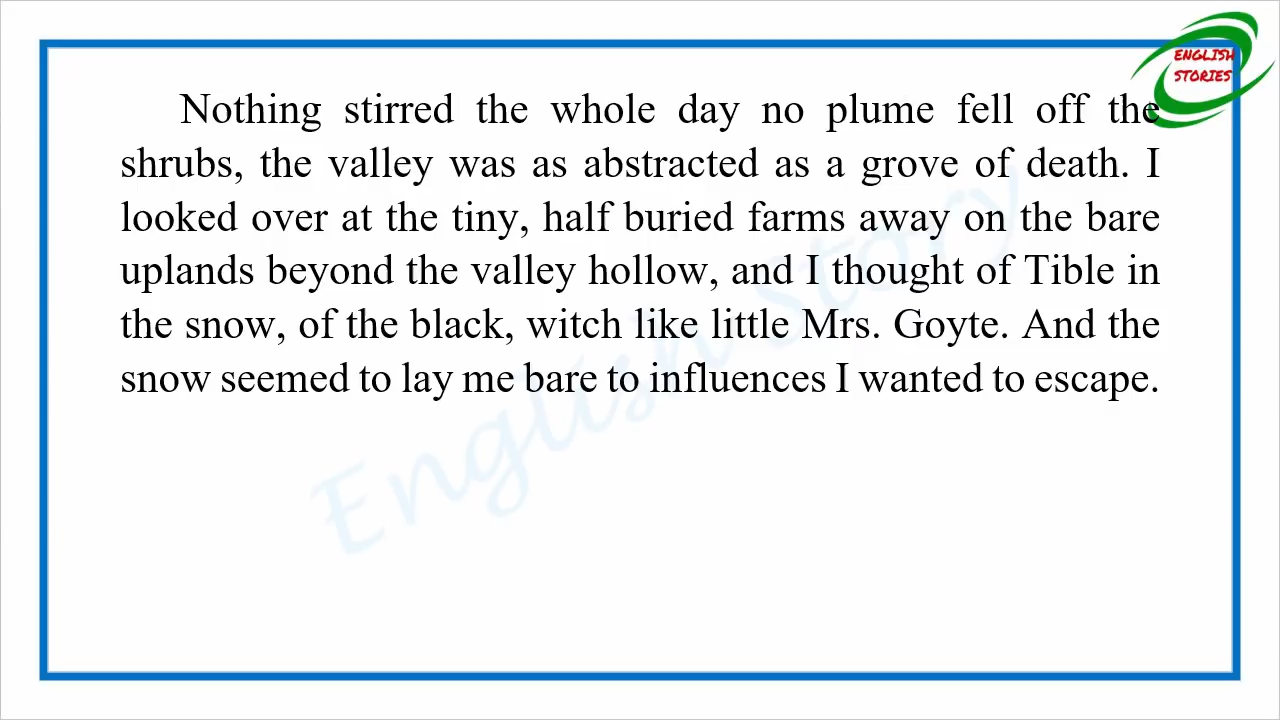 ENGLISH
STORIES
Nothing stirred the whole day no plume fell off the
shrubs, the valley was as abstracted as a grove of death. I
looked over at the tiny, half buried farms away on the bare
uplands beyond the valley hollow, and I thought of Tible in
the snow, of the black, witch like little Mrs. Goyte. And the
snow seemed to lay me bare to influences I wanted to escape.
English Story